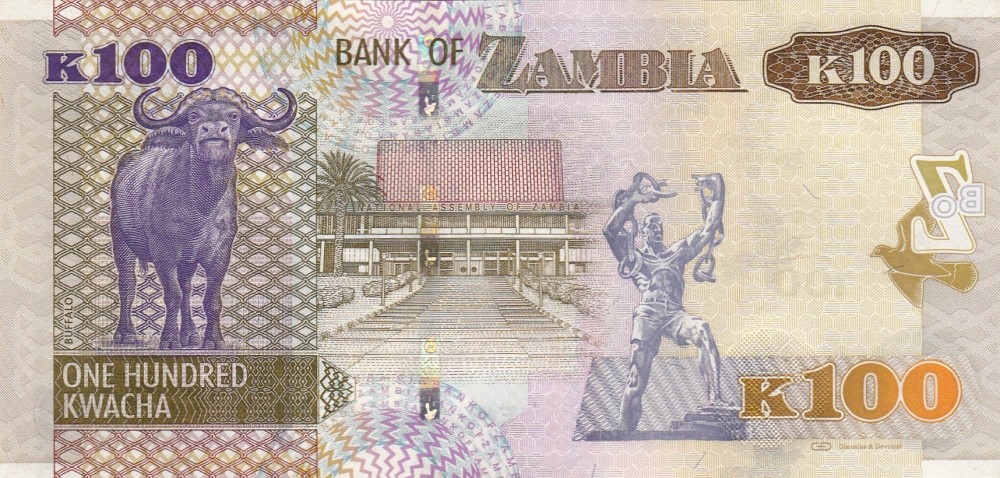 K100
BANK OF ZAMBIA
K100
BoZ
NATIONAL ASSEMBLY OF ZAMBIA
BUFFALO
ONE HUNDRED
KWACHA
K100
Giesecke & Devrient